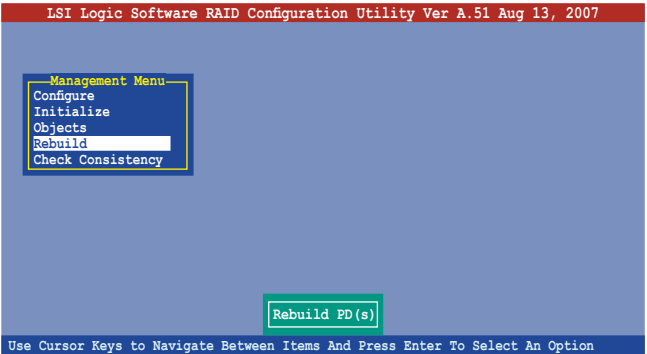 LSI Logic Software RAID Configuration Utility Ver A.51 Aug 13, 2007
Management Menu
Configure
Initialize
Objects
Rebuild
Check Consistency
Rebuild PD(s)
Use Cursor Keys to Navigate Between Items And Press Enter To Select An Option